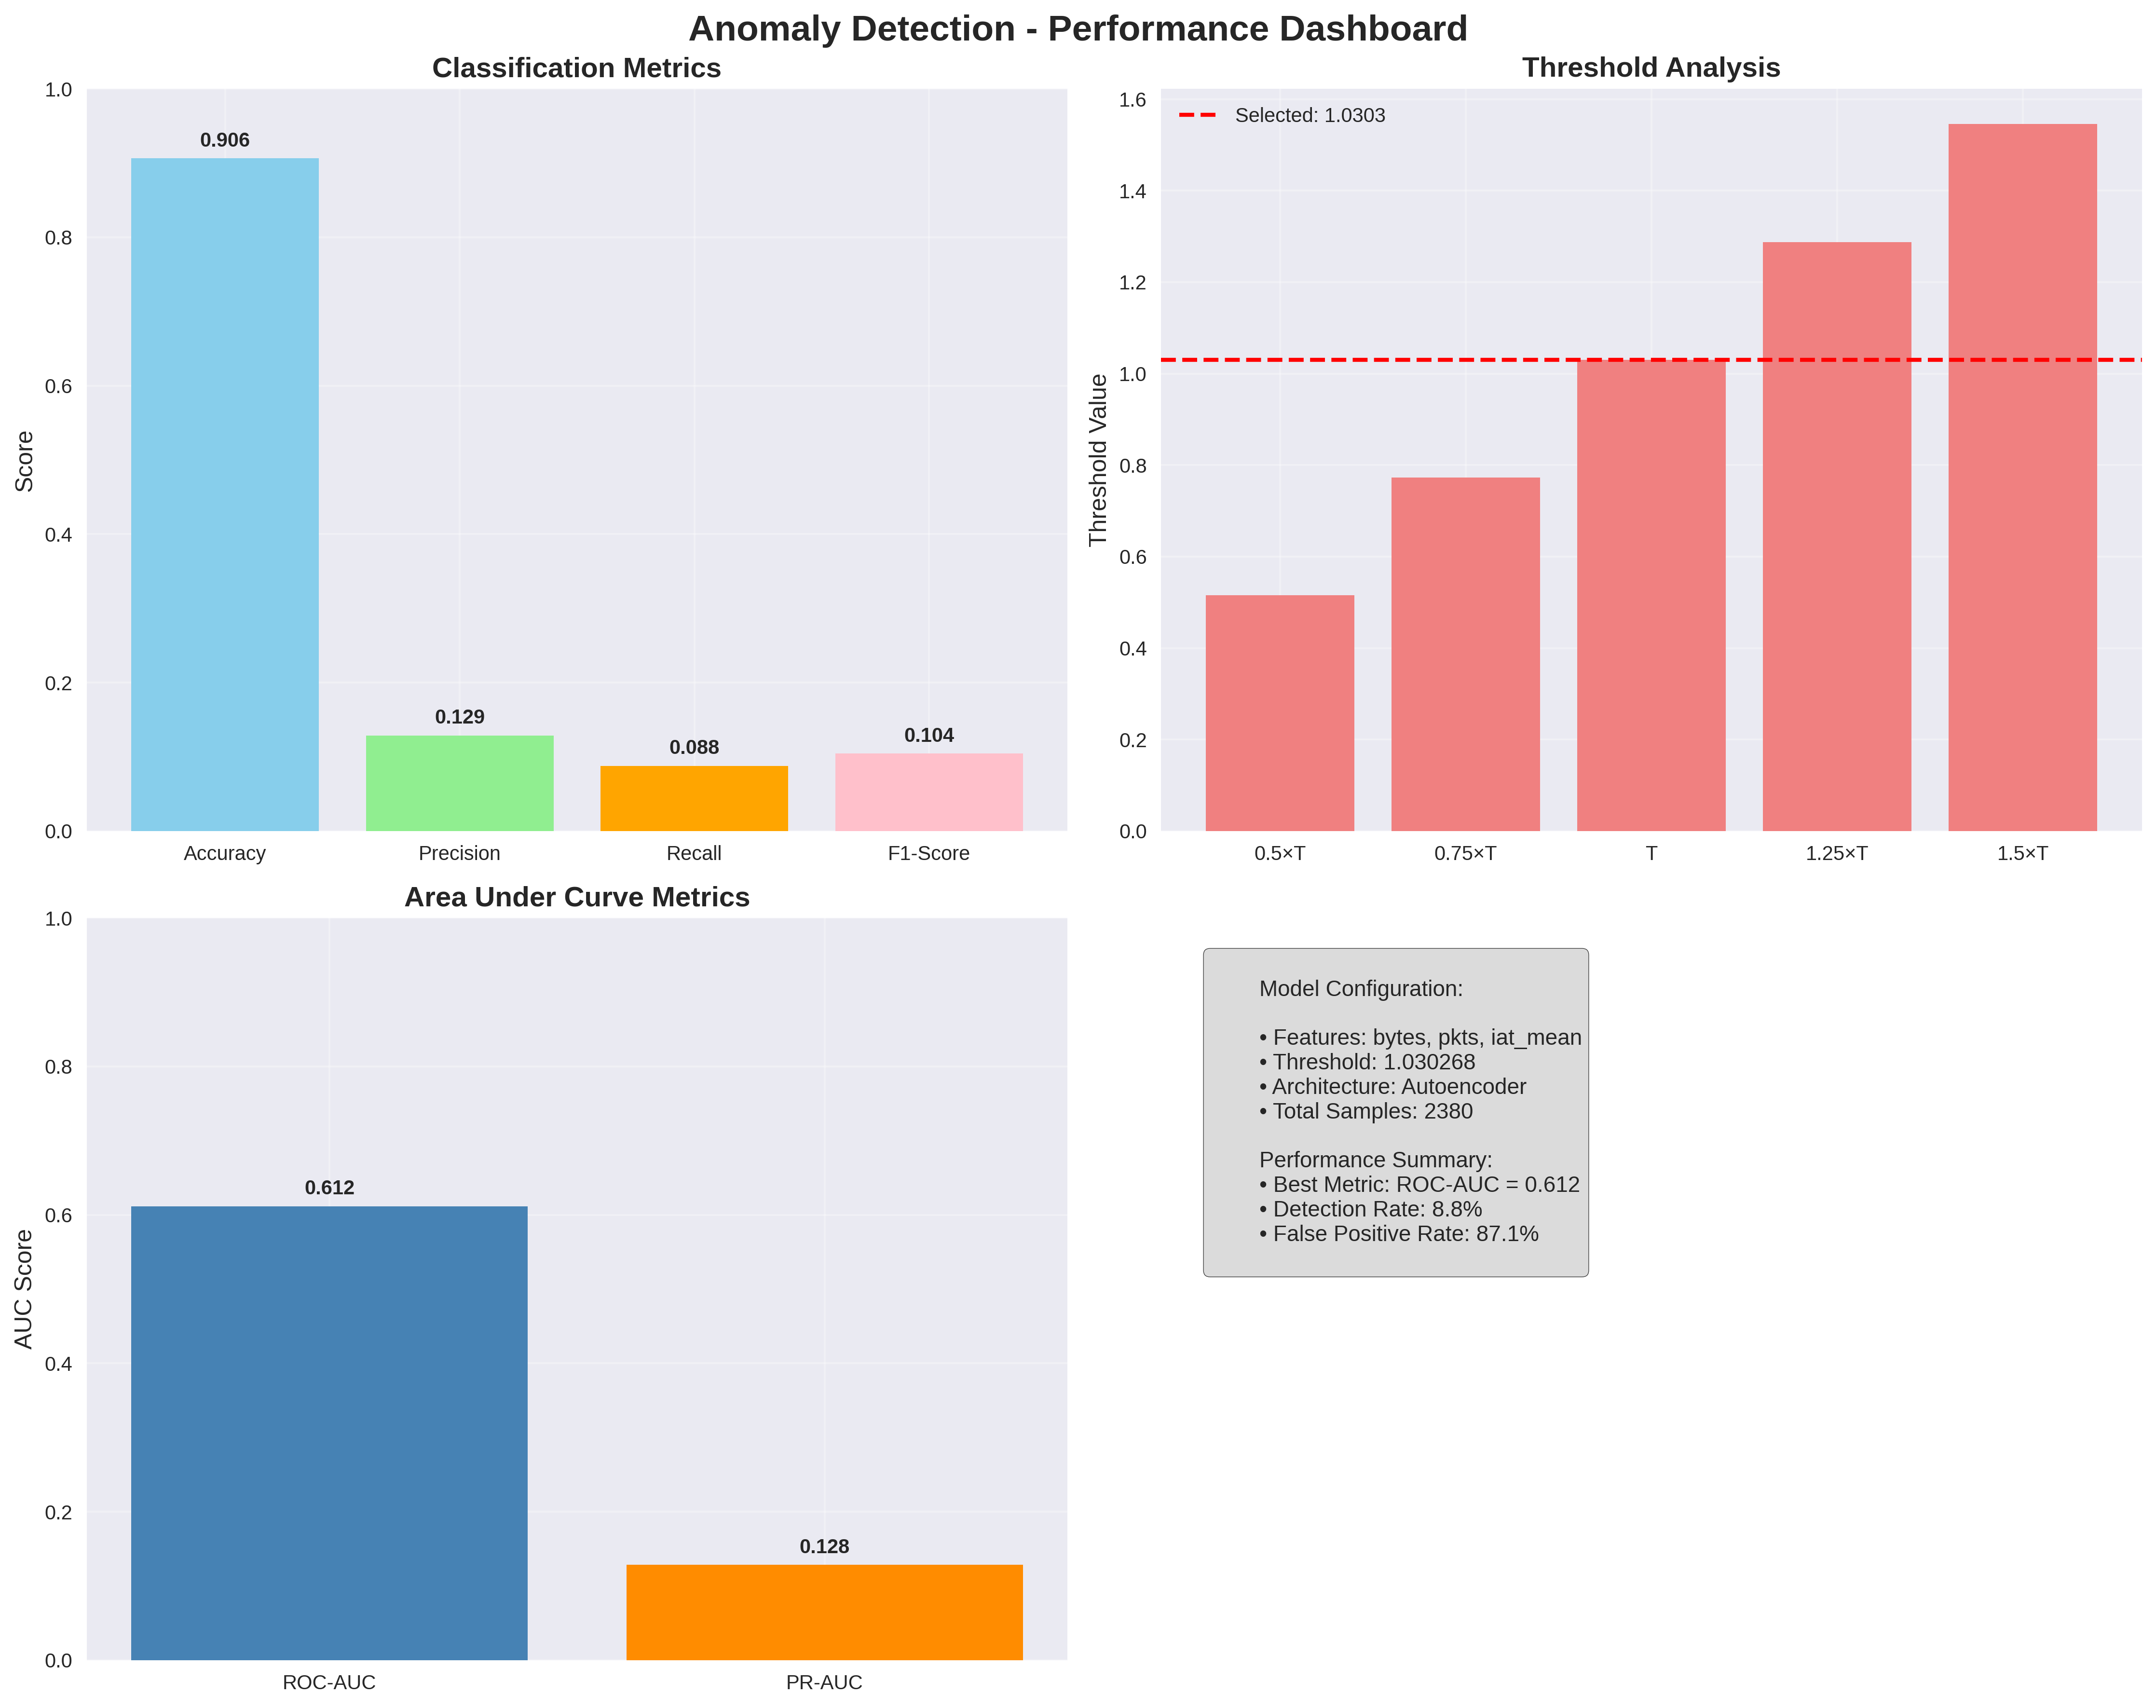 Anomaly Detection - Performance Dashboard
Classification Metrics
1.0
0.8
0.6
0.4
0.2
0.0
Score
0.906
0.129
0.088
0.104
Accuracy
Precision
Recall
F1-Score
Threshold Analysis
1.6
1.4
1.2
1.0
0.8
0.6
0.4
0.2
0.0
Threshold Value
Selected: 1.0303
0.5×T
0.75×T
T
1.25×T
1.5×T
Area Under Curve Metrics
1.0
0.8
0.6
0.4
0.2
0.0
AUC Score
0.612
0.128
ROC-AUC
PR-AUC
Model Configuration:
• Features: bytes, pkts, iat_mean
• Threshold: 1.030268
• Architecture: Autoencoder
• Total Samples: 2380
Performance Summary:
• Best Metric: ROC-AUC = 0.612
• Detection Rate: 8.8%
• False Positive Rate: 87.1%